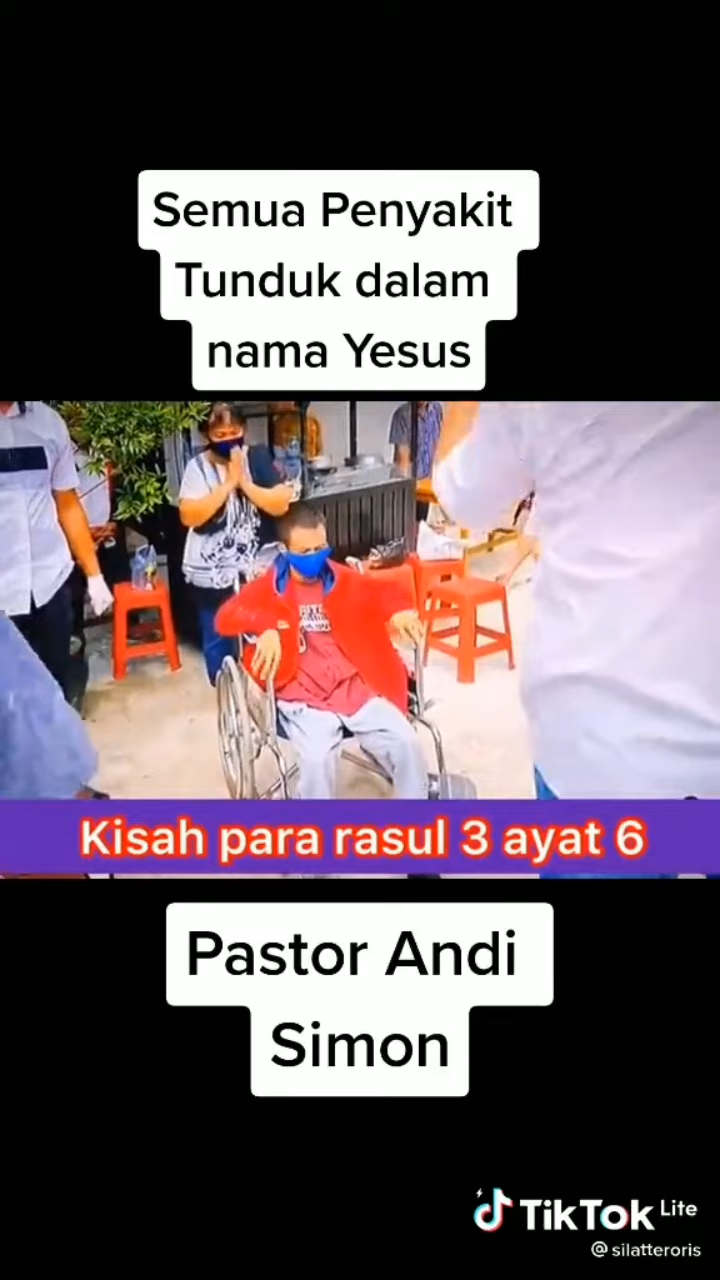 Semua Penyakit
Tunduk dalam
nama Yesus
Kisah para rasul 3 ayat 6
Pastor Andi
Simon
TikTok Lite
@silatteroris